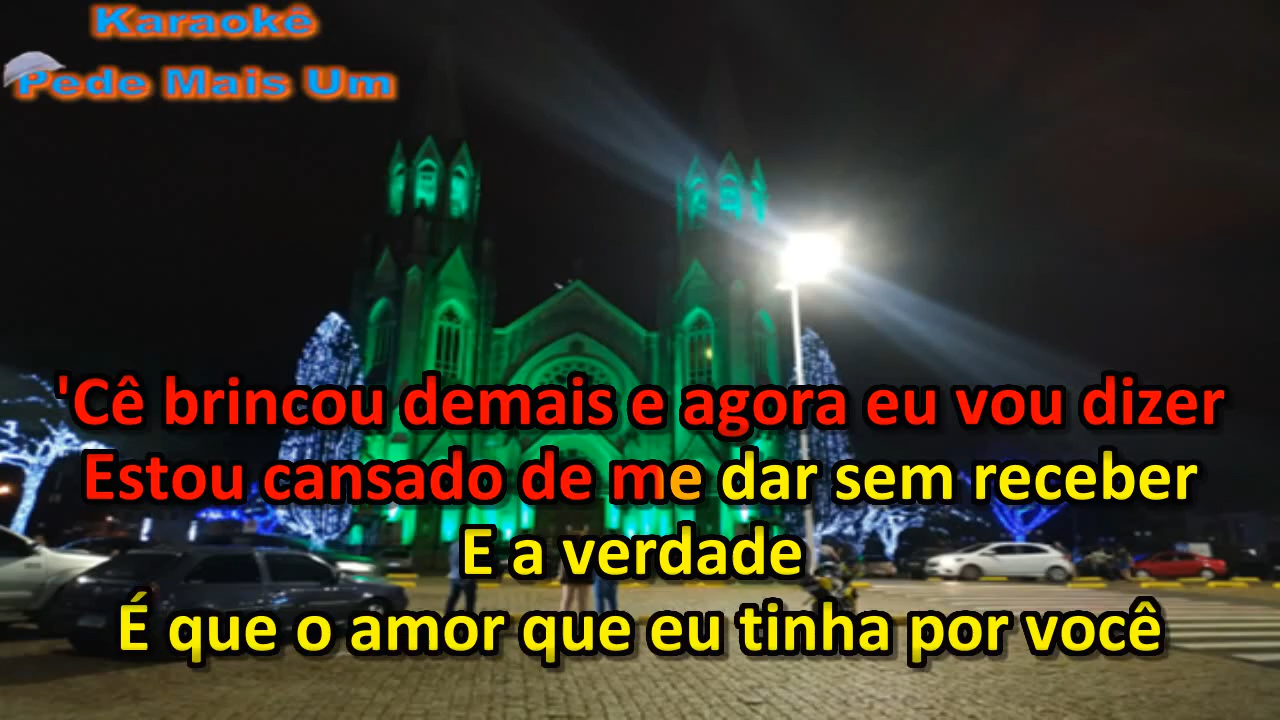 Karaokê
Pede Mais Um
'Cê brincou demais e agora eu vou dizer
Estou cansado de me dar sem receber
E a verdade
É que o amor que eu tinha por você